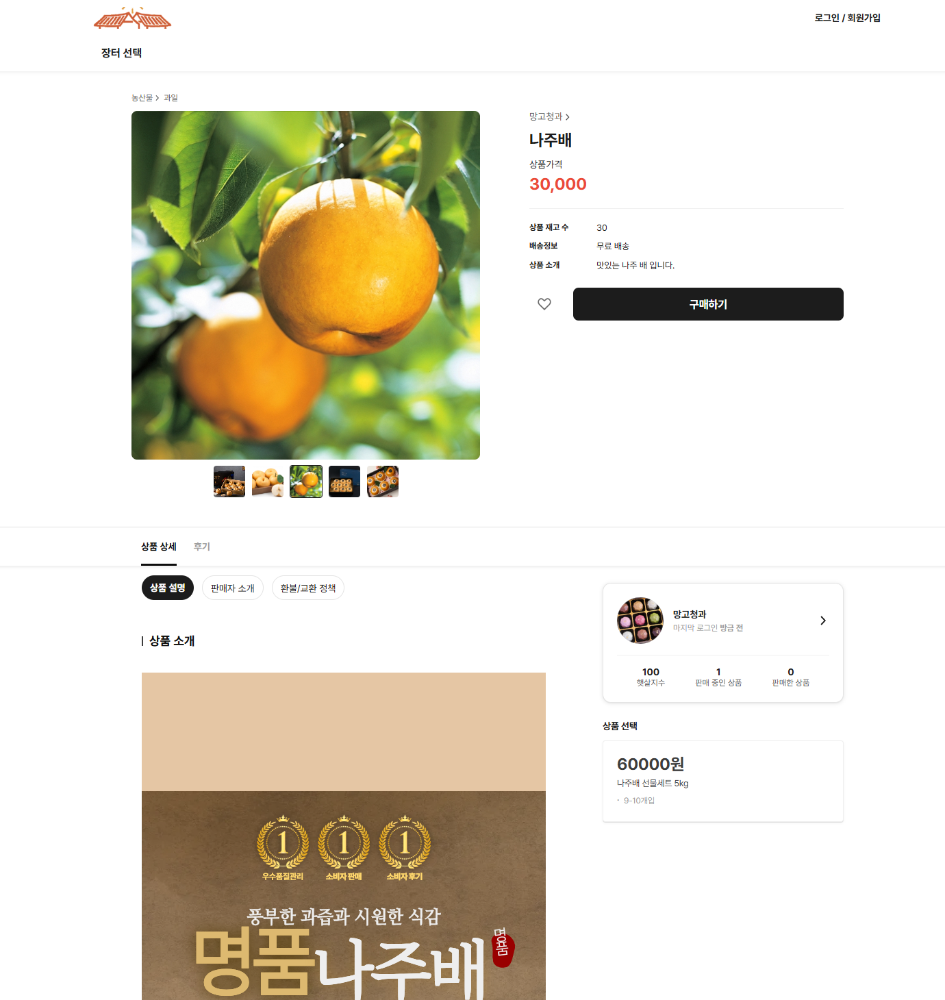 로그인 / 회원가입
장터 선택
농산물 > 과일
망고청과 >
나주배
상품가격
30,000
상품 재고 수 30
배송정보 무료 배송
상품 소개 맛있는 나주 배 입니다.
구매하기
상품 상세 후기
상품 설명 판매자 소개 환불/교환 정책
상품 소개
1 1 1
우수품질관리 소비자 판매 소비자 후기
풍부한 과즙과 시원한 식감
명품나주배
명품
망고청과
마지막 로그인 방금 전
100 1 0
햇살지수 판매 중인 상품 판매한 상품
상품 선택
60000원
나주배 선물세트 5kg
· 9-10개입